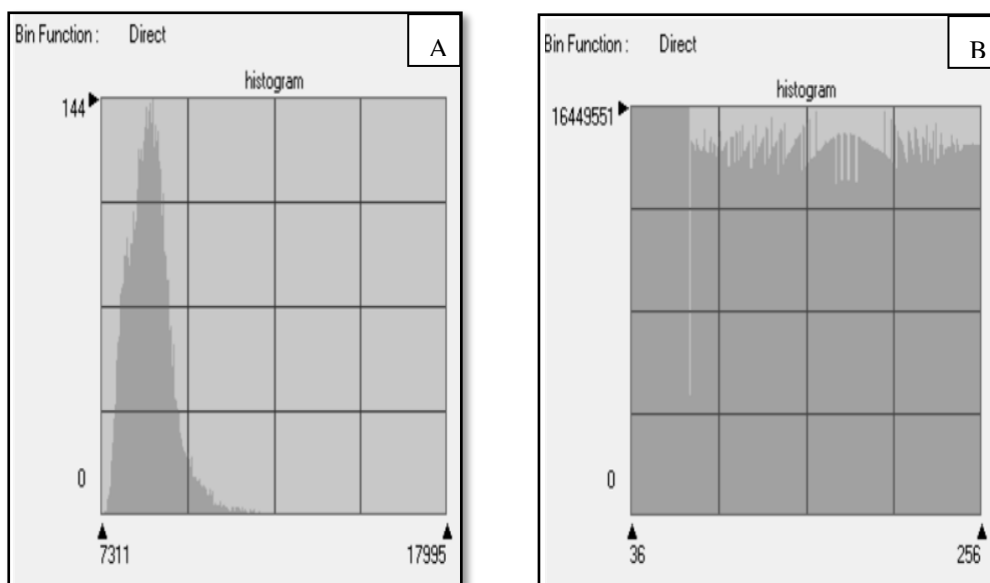 Bin Function : Direct
A
histogram
144
0
7311 17995
Bin Function : Direct
B
histogram
16449551
0
36 256